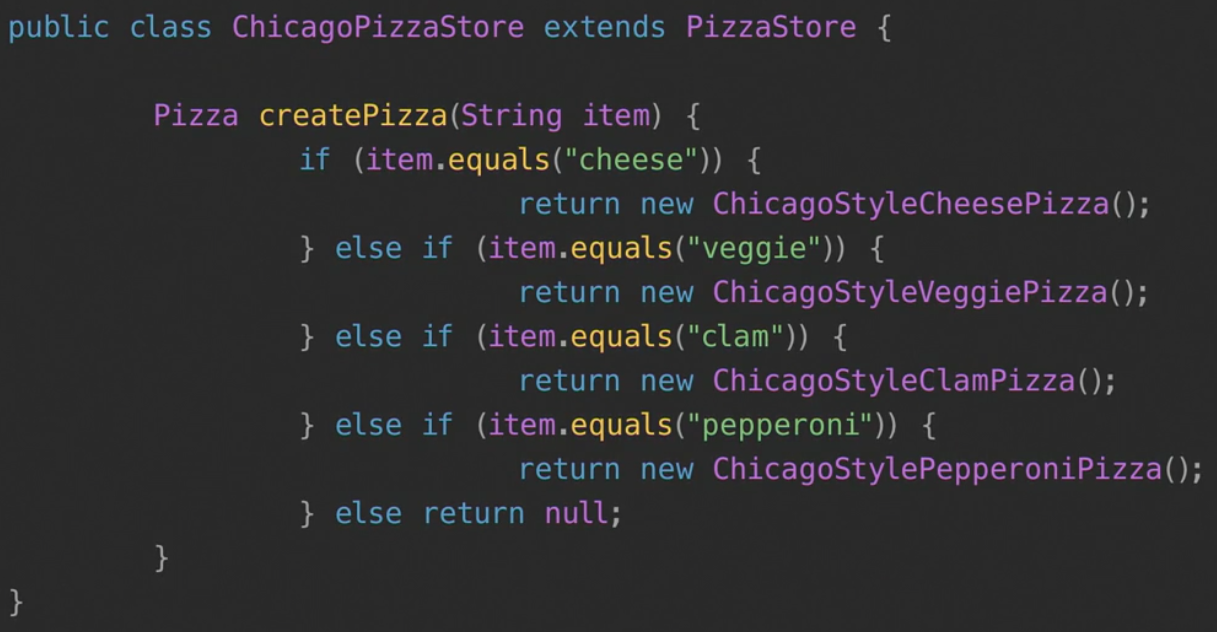 public class ChicagoPizzaStore extends PizzaStore {
Pizza createPizza(String item) {
if (item.equals("cheese")) {
return new ChicagoStyleCheesePizza();
} else if (item.equals("veggie")) {
return new ChicagoStyleVeggiePizza();
} else if (item.equals("clam")) {
return new ChicagoStyleClamPizza();
} else if (item.equals("pepperoni")) {
return new ChicagoStylePepperoniPizza();
} else return null;
}
}